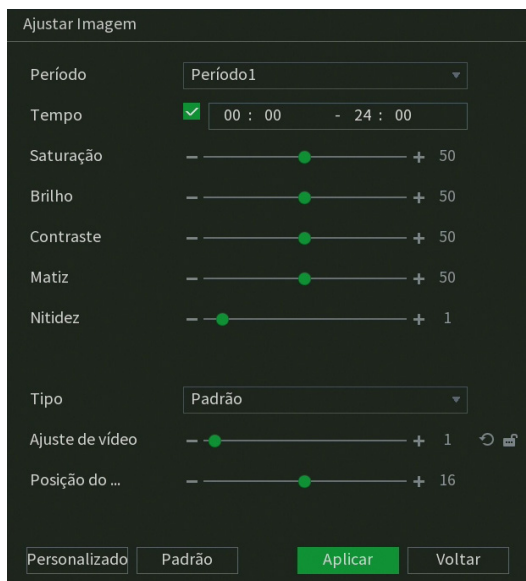 Ajustar Imagem
Período Período1
Tempo 00 : 00 - 24 : 00
Saturação 50
Brilho 50
Contraste 50
Matiz 50
Nitidez 1
Tipo Padrão
Ajuste de vídeo 1
Posição do ... 16
Personalizado Padrão Aplicar Voltar